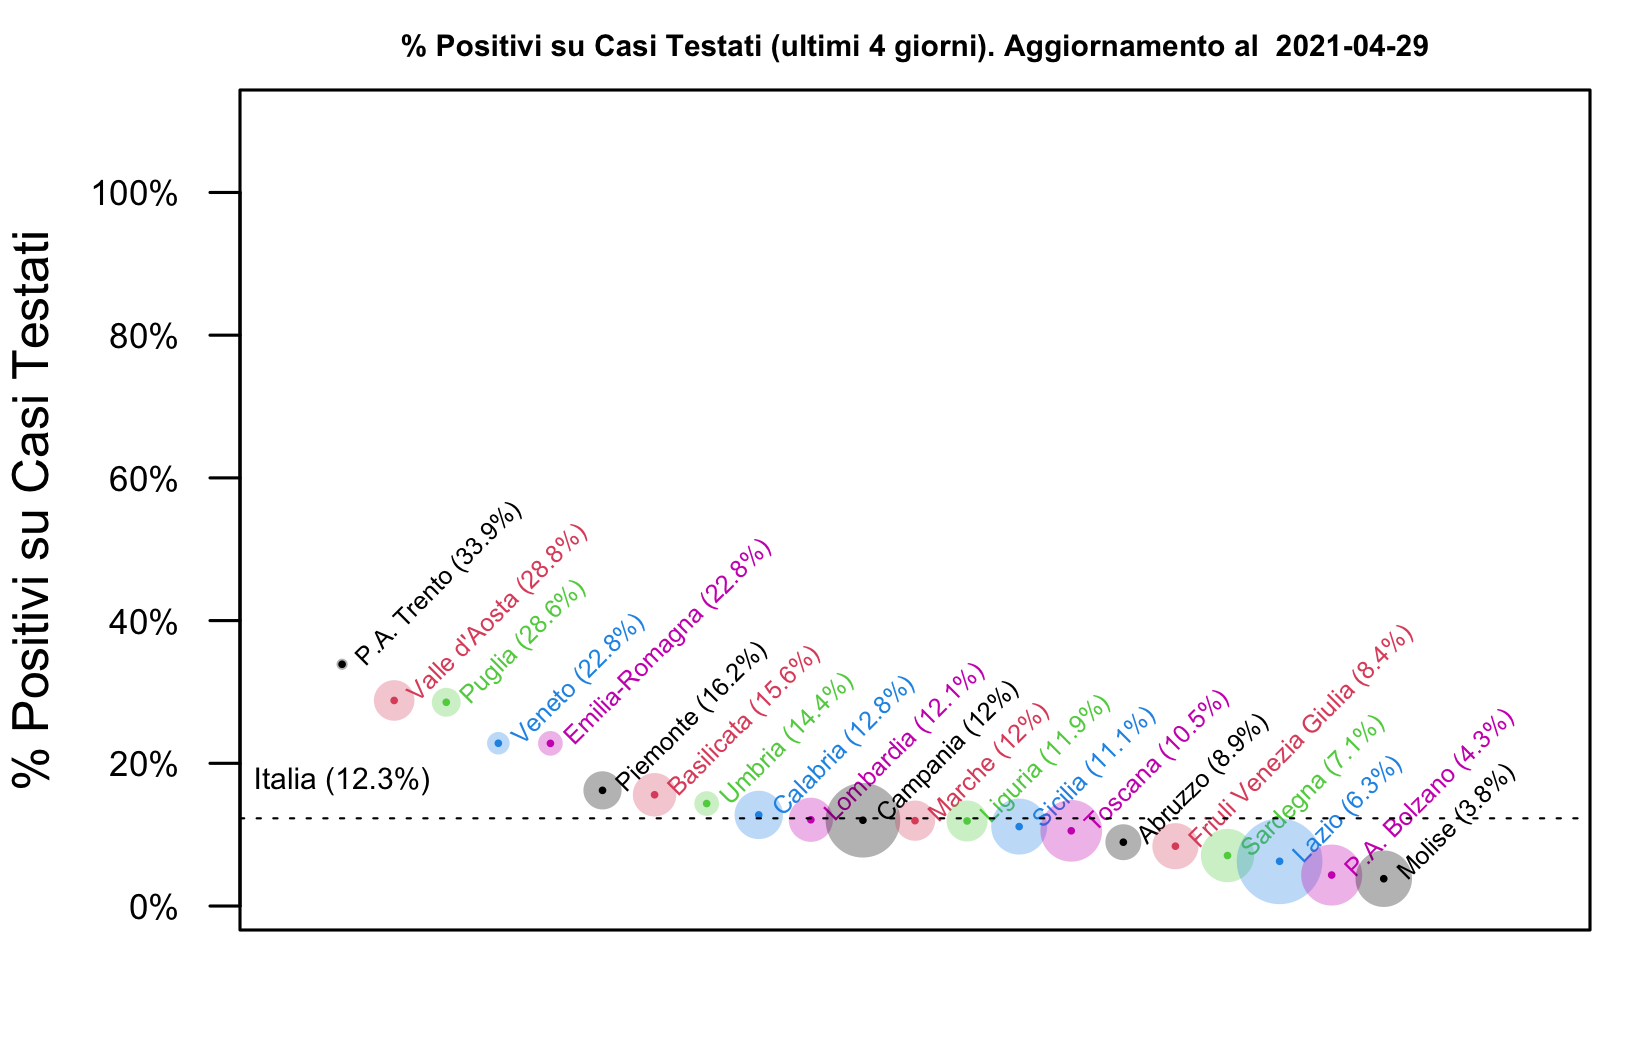 % Positivi su Casi Testati (ultimi 4 giorni). Aggiornamento al  2021-04-29
% Positivi su Casi Testati
100%
80%
60%
40%
20%
0%
Italia (12.3%)
P.A. Trento (33.9%)
Valle d'Aosta (28.8%)
Puglia (28.6%)
Veneto (22.8%)
Emilia-Romagna (22.8%)
Piemonte (16.2%)
Basilicata (15.6%)
Umbria (14.4%)
Calabria (12.8%)
Lombardia (12.1%)
Campania (12%)
Marche (12%)
Liguria (11.9%)
Sicilia (11.1%)
Toscana (10.5%)
Abruzzo (8.9%)
Friuli Venezia Giulia (8.4%)
Sardegna (7.1%)
Lazio (6.3%)
P.A. Bolzano (4.3%)
Molise (3.8%)